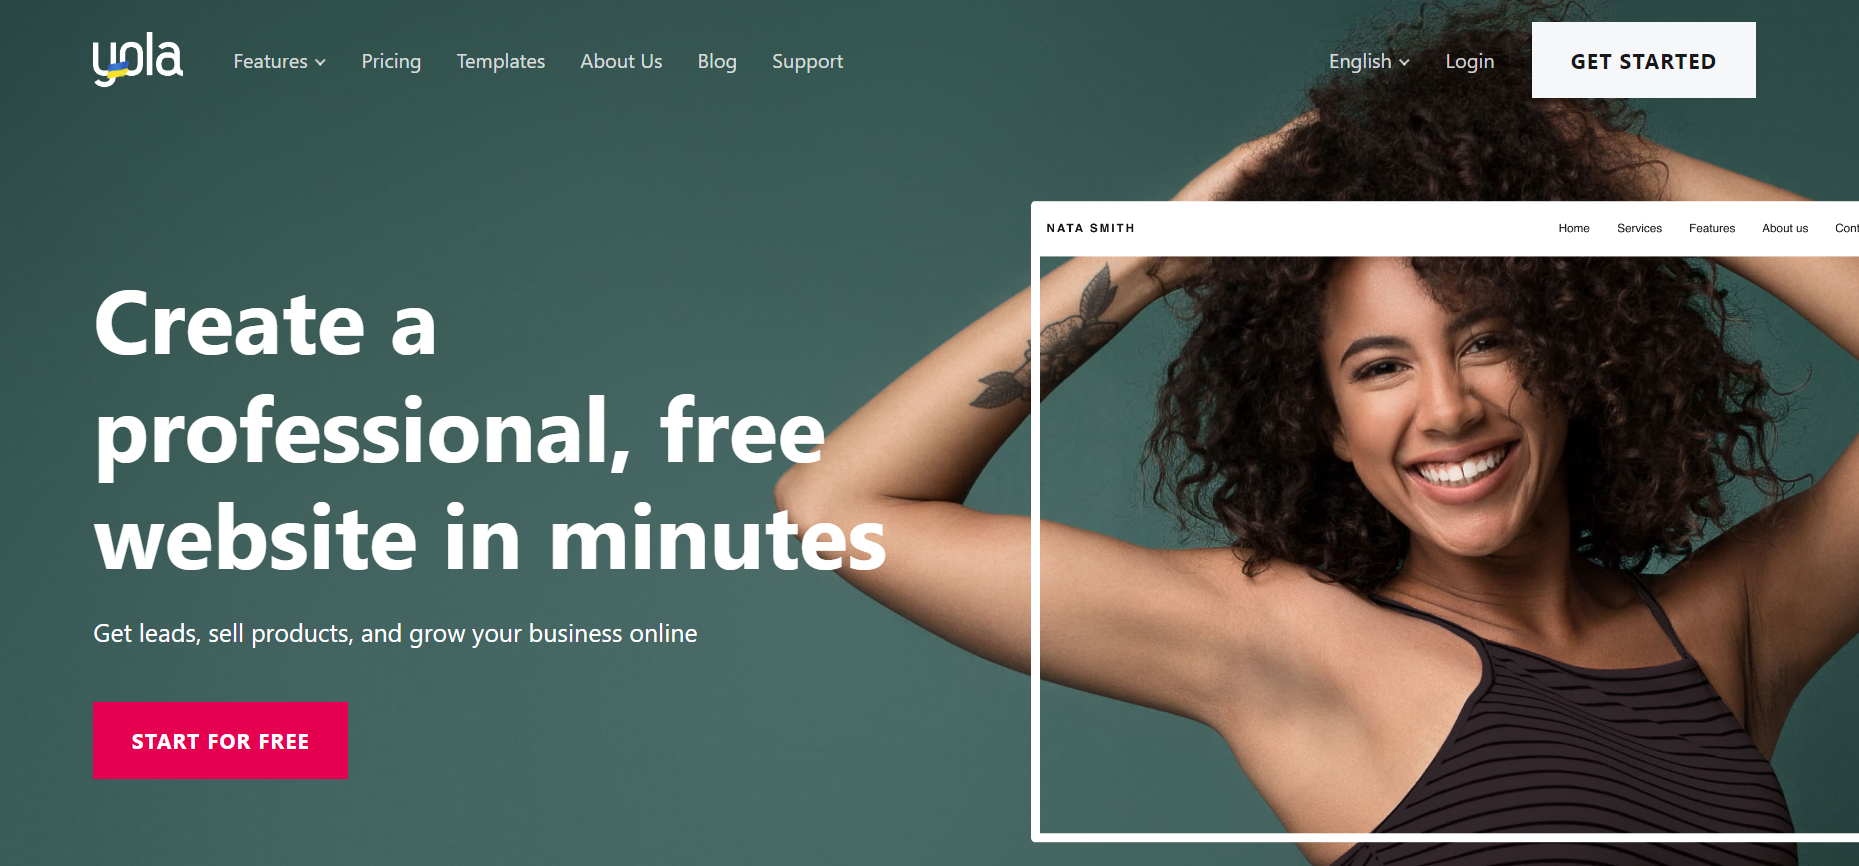 yola
Features
Pricing
Templates
About Us
Blog
Support
English
Login
GET STARTED
NATA SMITH
Home
Services
Features
About us
Create a
professional, free
website in minutes
Get leads, sell products, and grow your business online
START FOR FREE